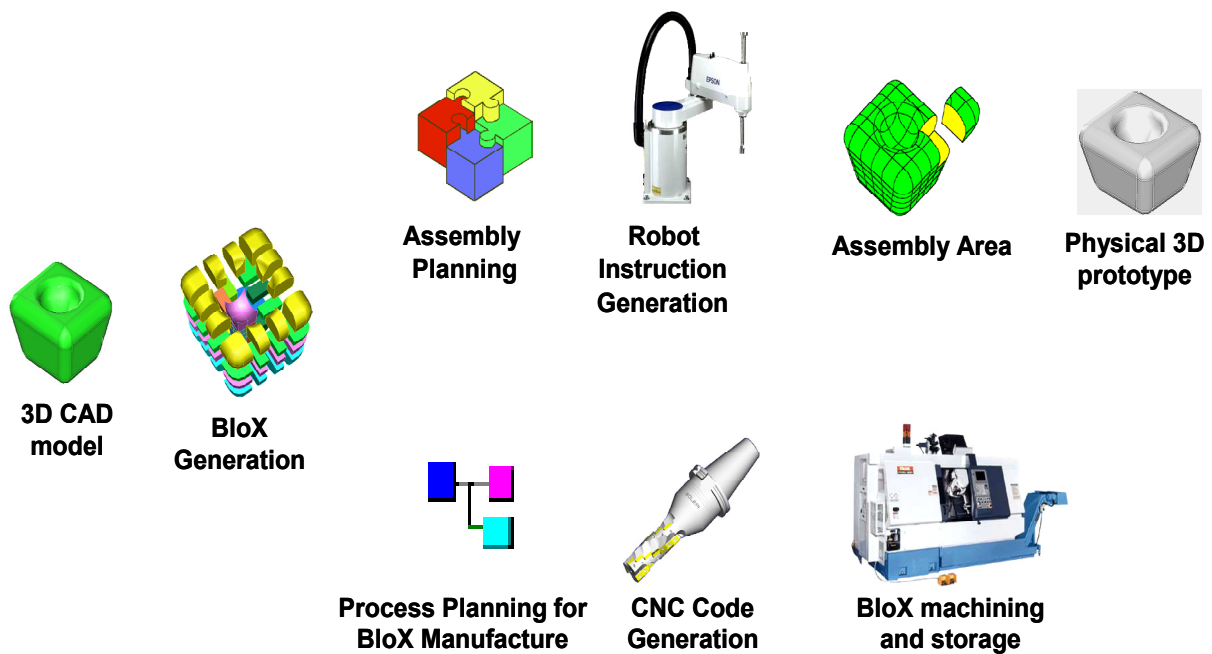 EPSON
Assembly
Planning
Robot
Instruction
Generation
Assembly Area
Physical 3D
prototype
3D CAD
model
BloX
Generation
Process Planning for
BloX Manufacture
CNC Code
Generation
BloX machining
and storage